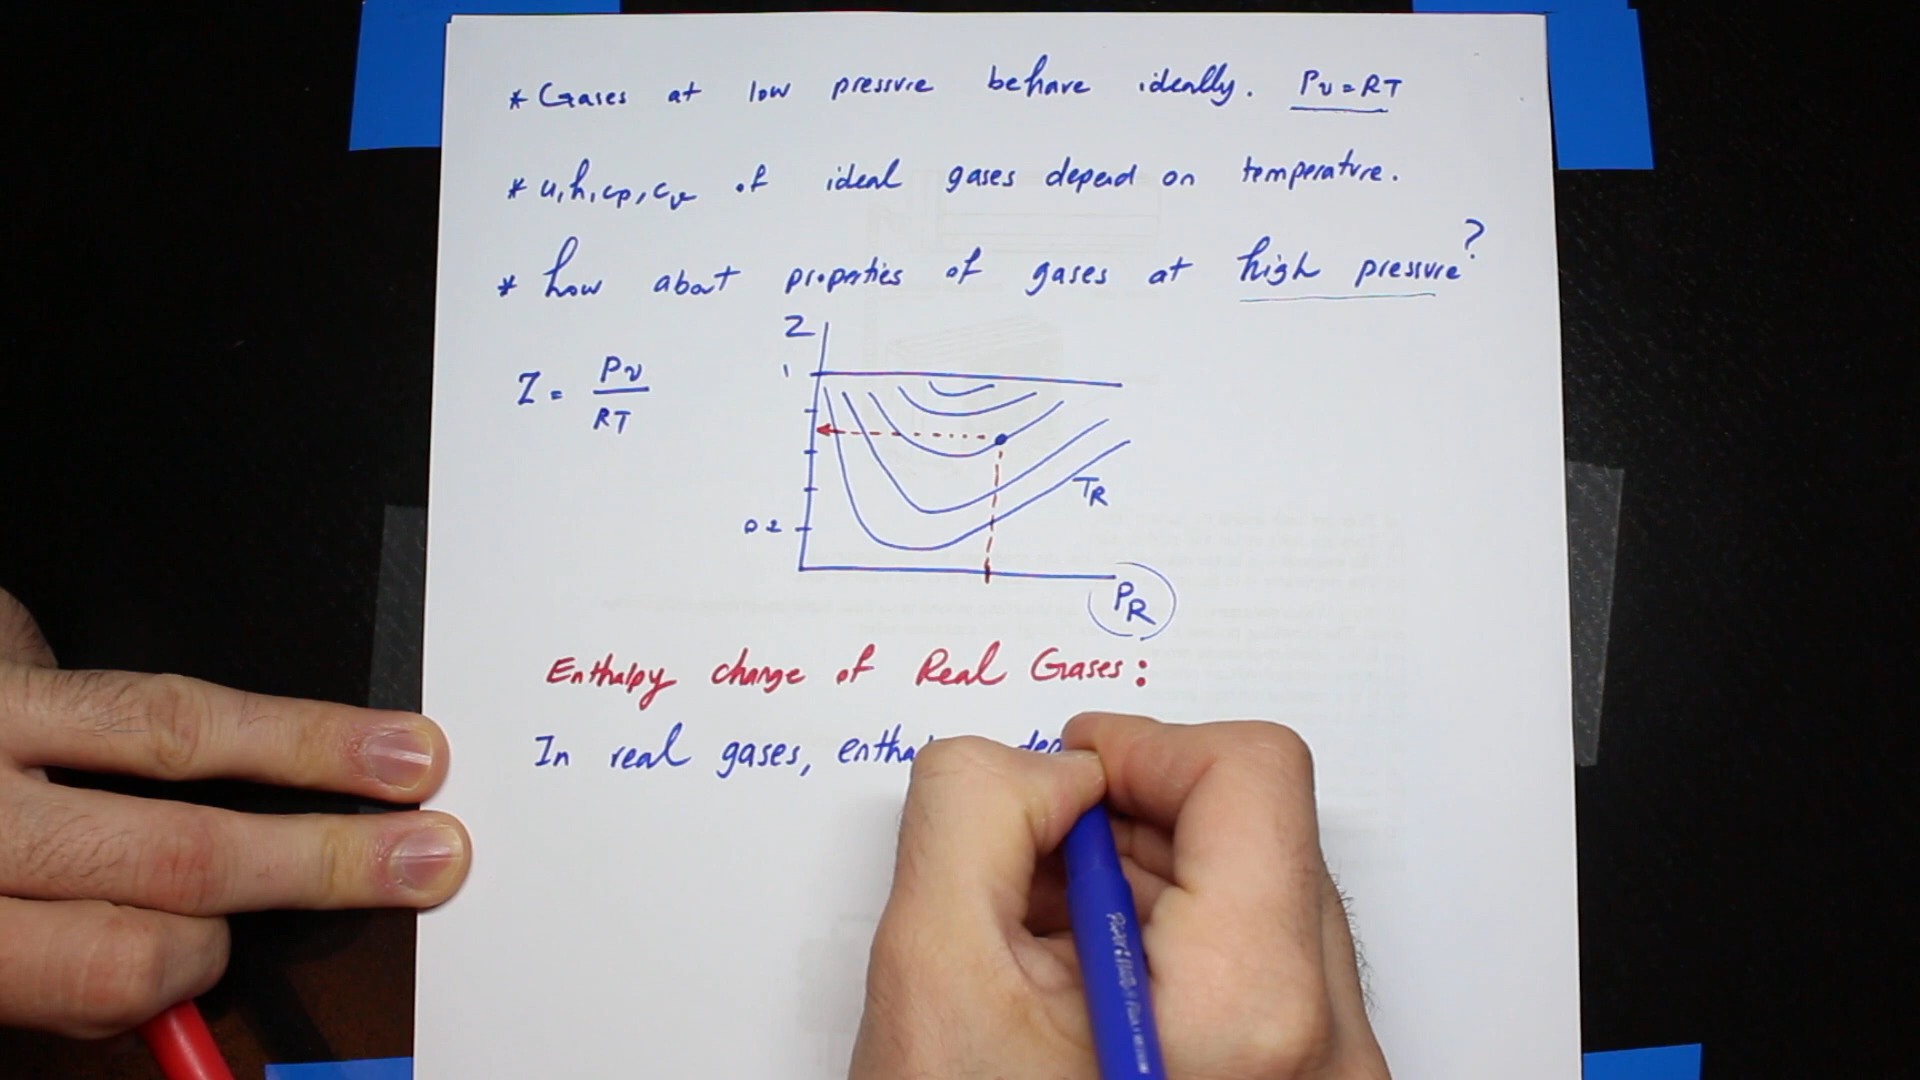 * Gases at low pressure behave ideally. Pv=RT
* u, h, cp, cv of ideal gases depend on temperature.
* how about properties of gases at high pressure?
Z
1
Z = Pv
RT
TR
0.2
PR
Enthalpy change of Real Gases:
In real gases, entha dep